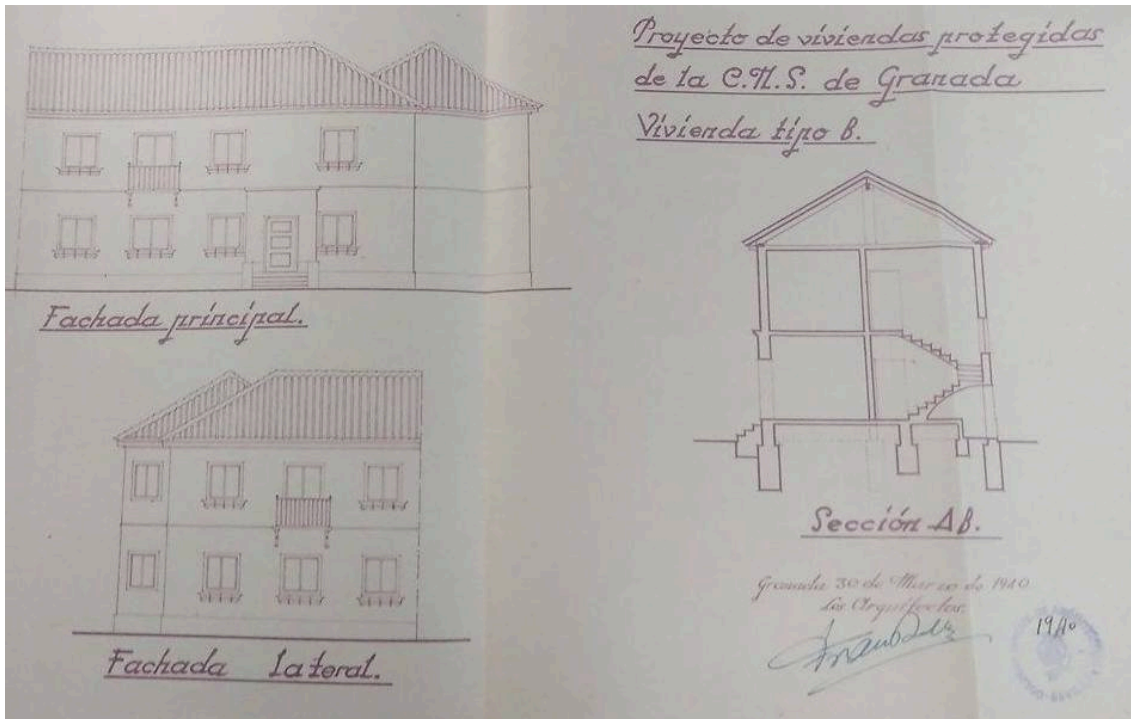 Proyecto de viviendas protegidas
de la C.N.S. de Granada
Vivienda tipo B.
Fachada principal.
Sección AB.
Granada 30 de Marzo de 1940
Los Arquitectos,
Fachada lateral.